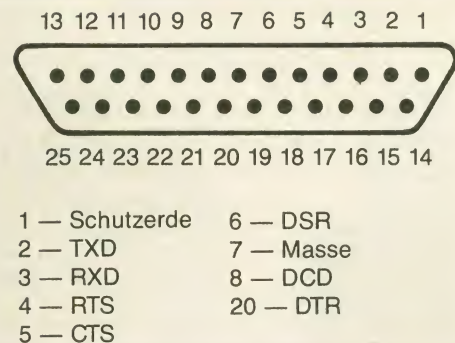 13 12 11 10 9 8 7 6 5 4 3 2 1
25 24 23 22 21 20 19 18 17 16 15 14
1 — Schutzerde
2 — TXD
3 — RXD
4 — RTS
5 — CTS
6 — DSR
7 — Masse
8 — DCD
20 — DTR